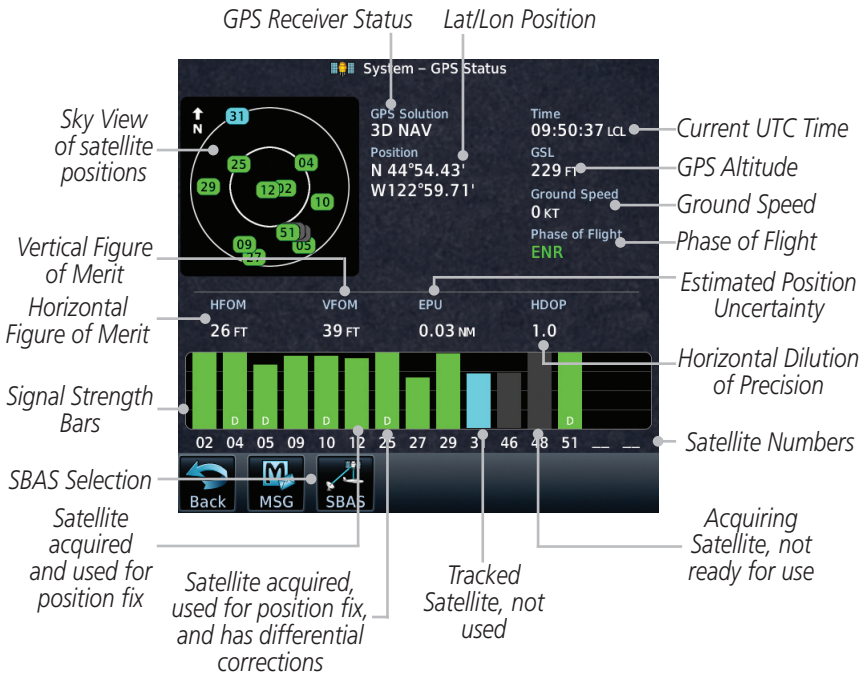 GPS Receiver Status
Lat/Lon Position
System – GPS Status
Sky View
of satellite
positions
N
31
25
04
29
12
02
10
51
09
05
27
GPS Solution
3D NAV
Position
N 44°54.43'
W122°59.71'
Time
09:50:37 LCL
GSL
229 FT
Ground Speed
0 KT
Phase of Flight
ENR
Current UTC Time
GPS Altitude
Ground Speed
Phase of Flight
Vertical Figure
of Merit
Horizontal
Figure of Merit
Estimated Position
Uncertainty
HFOM
VFOM
EPU
HDOP
26 FT
39 FT
0.03 NM
1.0
Horizontal Dilution
of Precision
Signal Strength
Bars
D D D D D D
02 04 05 09 10 12 25 27 29 31 46 48 51 __ __
Satellite Numbers
SBAS Selection
Back
MSG
SBAS
Satellite
acquired
and used for
position fix
Satellite acquired,
used for position fix,
and has differential
corrections
Tracked
Satellite, not
used
Acquiring
Satellite, not
ready for use